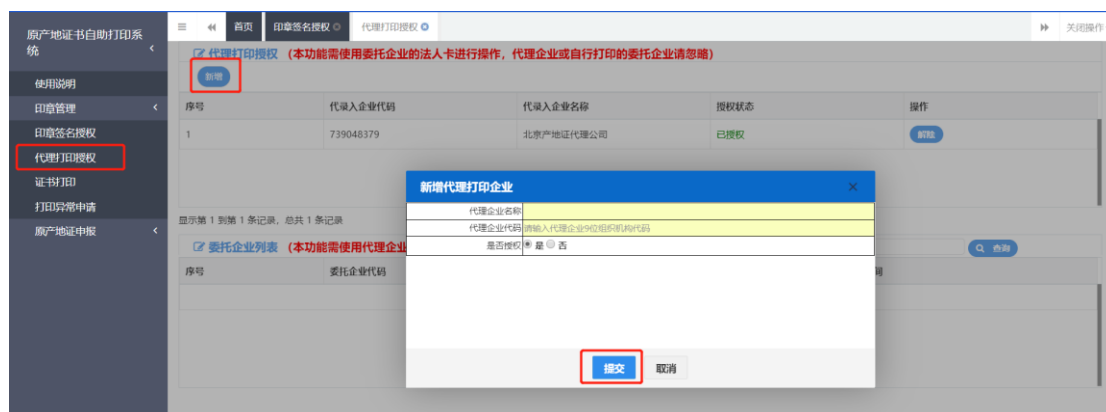 原产地证书自助打印系
统
使用说明
印章管理
印章签名授权
代理打印授权
证书打印
打印异常申请
原产地申报
首页 印章签名授权 代理打印授权 关闭操作
代理打印授权 (本功能需使用委托企业的法人卡进行操作，代理企业或自行打印的委托企业请忽略)
新增
序号 代录入企业代码 代录入企业名称 授权状态 操作
1 739048379 北京产地证代理公司 已授权 解除
显示第 1 到第 1 条记录，总共 1 条记录
委托企业列表 (本功能需使用代理企业
查询
序号 委托企业代码
新增代理打印企业
代理企业名称
代理企业代码 请输入代理企业9位组织机构代码
是否授权 是 否
提交 取消